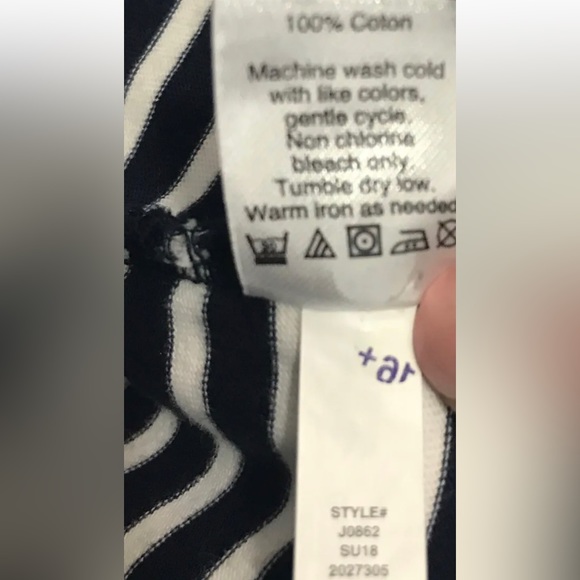 100% Coton
Machine wash cold
with like colors,
gentle cycle.
Non chlorine
bleach only.
Tumble dry low.
Warm iron as needed
STYLE#
J0862
SU18
2027305